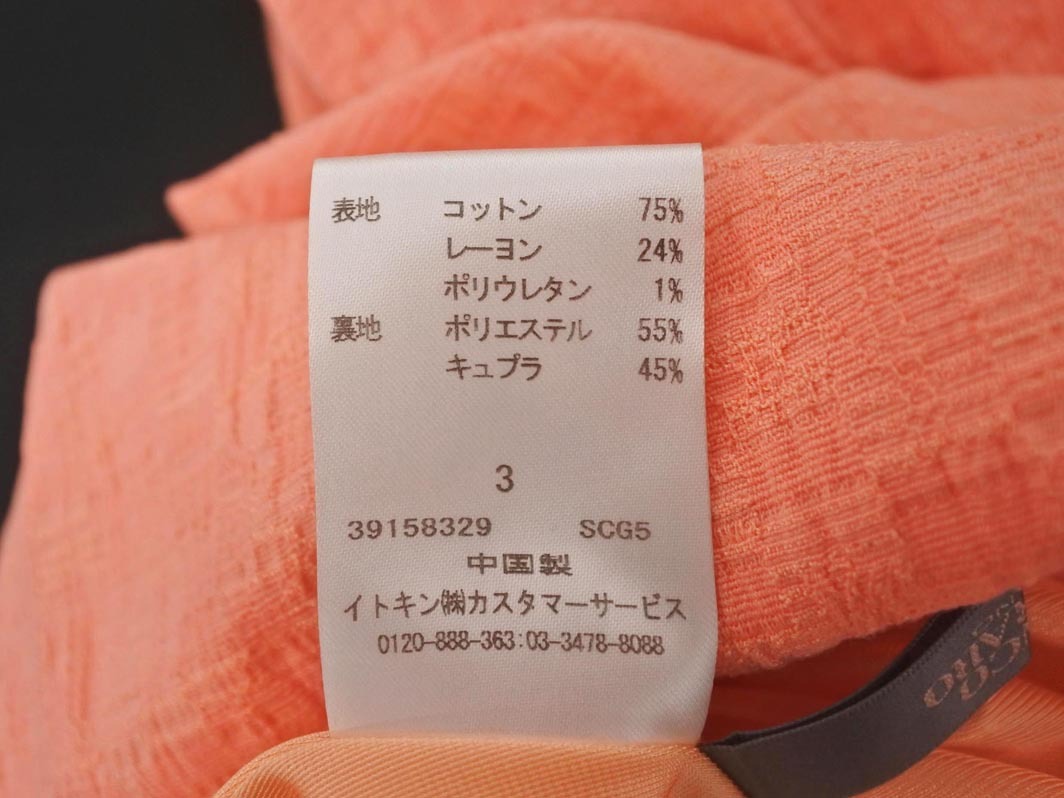 表地 コットン 75%
レーヨン 24%
ポリウレタン 1%
裏地 ポリエステル 55%
キュプラ 45%
3
39158329 SCG5
中国製
イトキン㈱カスタマーサービス
0120-888-363:03-3478-8088